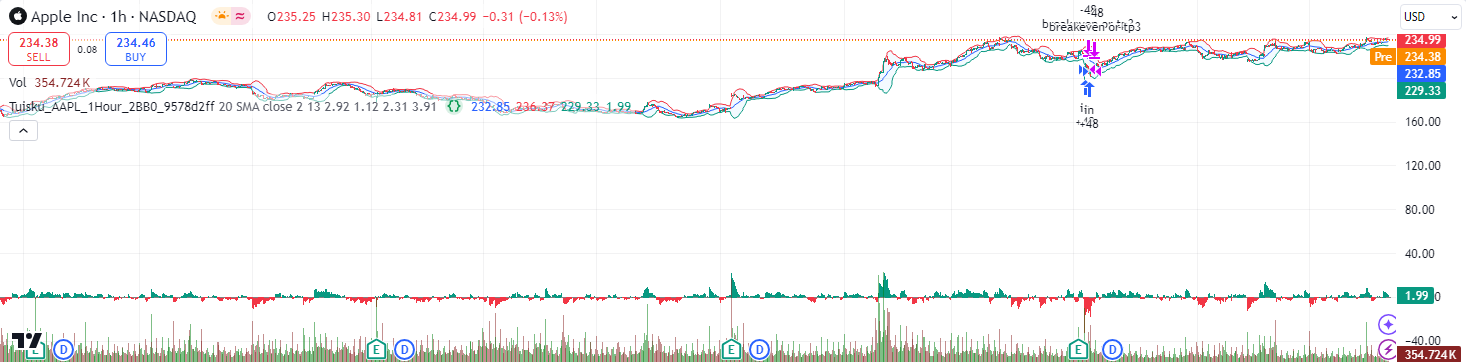 Apple Inc · 1h · NASDAQ O235.25 H235.30 L234.81 C234.99 −0.31 (−0.13%)
234.38 SELL
0.08
234.46 BUY
Vol 354.724 K
Tuisku_AAPL_1Hour_2BB0_9578d2ff 20 SMA close 2 13 2.92 1.12 2.31 3.91 {} 232.85 236.37 229.33 1.99
-48
breakeven or tp3
in
+48
USD
234.99
Pre 234.38
232.85
229.33
160.00
120.00
80.00
40.00
1.99
−40.00
354.724 K
E D E D E D E D